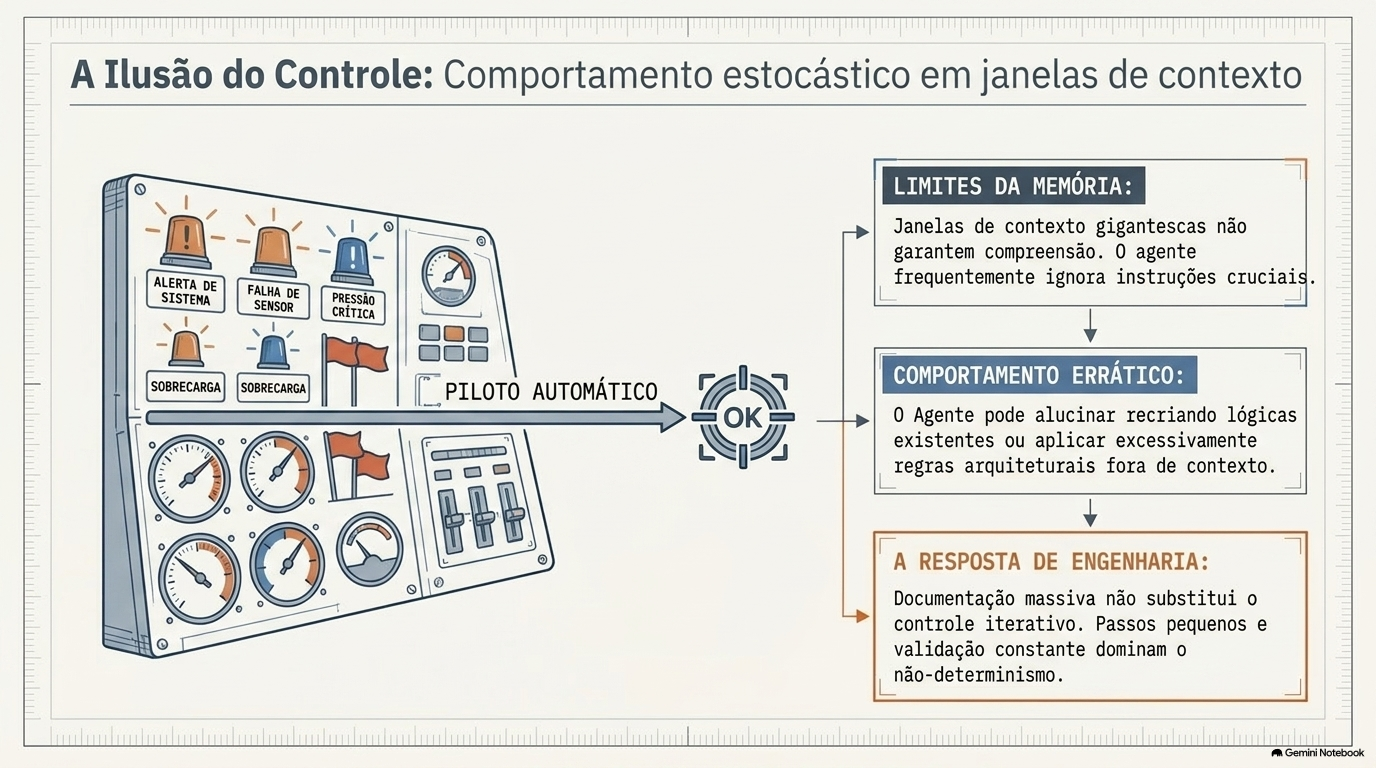 A Ilusão do Controle: Comportamento estocástico em janelas de contexto
ALERTA DE
SISTEMA
FALHA DE
SENSOR
PRESSÃO
CRÍTICA
SOBRECARGA
SOBRECARGA
PILOTO AUTOMÁTICO
OK
LIMITES DA MEMÓRIA:
Janelas de contexto gigantescas não
garantem compreensão. O agente
frequentemente ignora instruções cruciais.
COMPORTAMENTO ERRÁTICO:
O Agente pode alucinar recriando lógicas
existentes ou aplicar excessivamente
regras arquiteturais fora de contexto.
A RESPOSTA DE ENGENHARIA:
Documentação massiva não substitui o
controle iterativo. Passos pequenos e
validação constante dominam o
não-determinismo.
Gemini Notebook